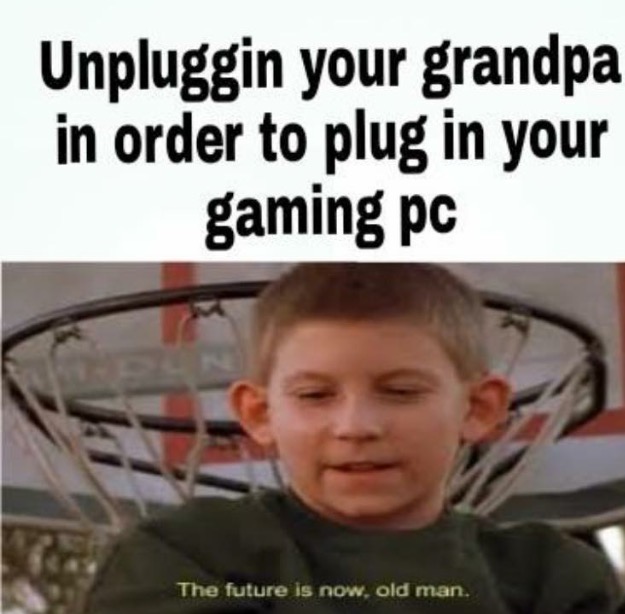 Unpluggin your grandpa
in order to plug in your
gaming pc
The future is now, old man.